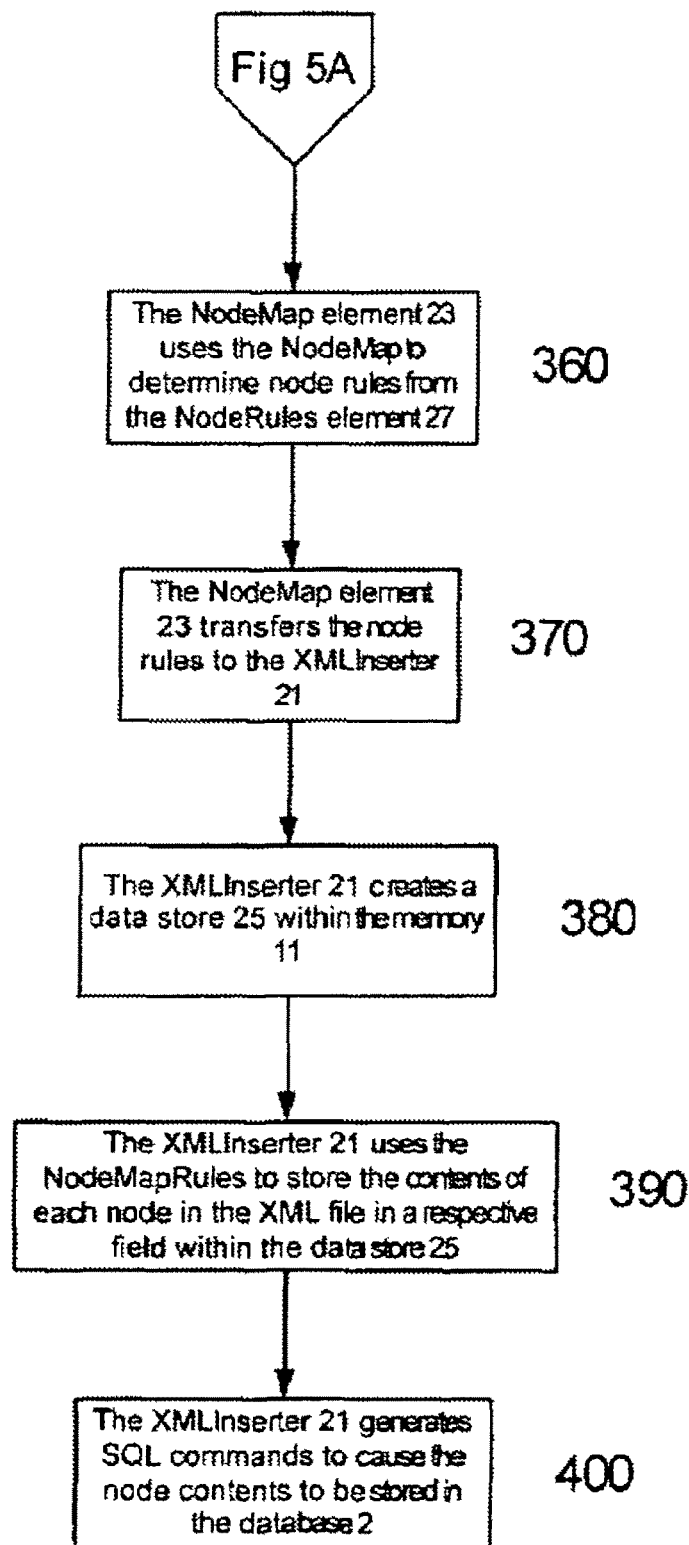 Fig 5A
The NodeMap element 23
uses the NodeMap to
determine node rules from
the NodeRules element 27
360
The NodeMap element
23 transfers the node
rules to the XMLInserter
21
370
The XMLInserter 21 creates a
data store 25 within the memory
11
380
The XMLInserter 21 uses the
NodeMapRules to store the contents of
each node in the XML file in a respective
field within the data store 25
390
The XMLInserter 21 generates
SQL commands to cause the
node contents to be stored in
the database 2
400